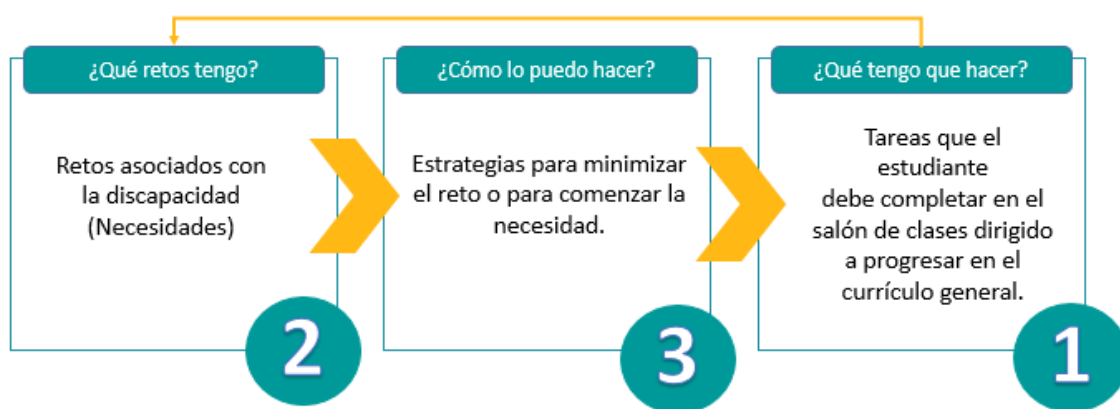 ¿Qué retos tengo?
Retos asociados con
la discapacidad
(Necesidades)
2
¿Cómo lo puedo hacer?
Estrategias para minimizar
el reto o para comenzar la
necesidad.
3
¿Qué tengo que hacer?
Tareas que el
estudiante
debe completar en el
salón de clases dirigido
a progresar en el
currículo general.
1